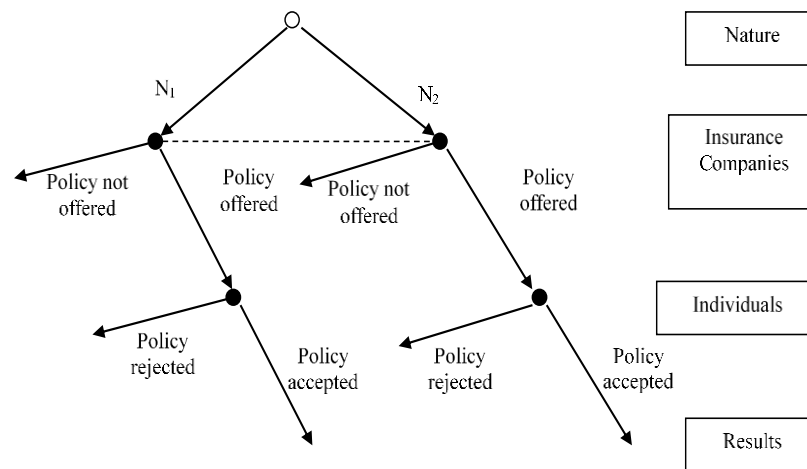 Nature
N1
N2
Insurance
Companies
Policy not
offered
Policy
offered
Policy not
offered
Policy
offered
Individuals
Policy
rejected
Policy
accepted
Policy
rejected
Policy
accepted
Results